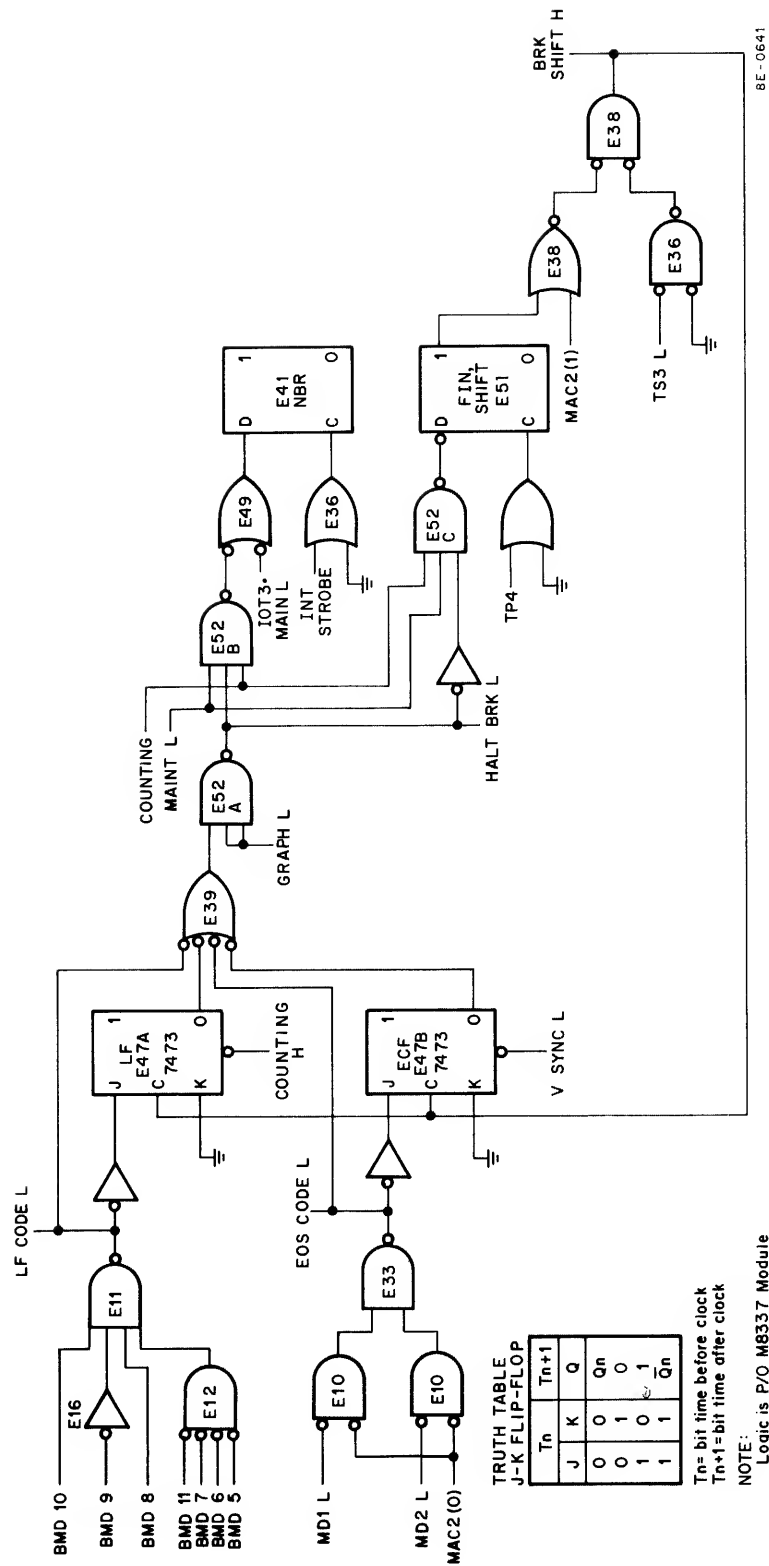 BMD 10
E16
BMD 9
BMD 8
BMD 11
BMD 7
BMD 6
BMD 5
E12
E11
LF CODE L
J
C
K
1
0
LF
E47A
7473
COUNTING
H
MD1 L
MD2 L
MAC2 (0)
E10
E10
E33
EOS CODE L
J
C
K
1
0
ECF
E47B
7473
V SYNC L
E39
GRAPH L
E52
A
COUNTING
MAINT L
HALT BRK L
E52
B
IOT3•
MAIN L
INT
STROBE
E49
E36
D
C
1
0
E41
NBR
E52
C
TP4
D
C
1
0
FIN,
SHIFT
E51
MAC2(1)
E38
TS3 L
E36
E38
BRK
SHIFT H
TRUTH TABLE
J-K FLIP-FLOP
Tn Tn+1
J K Q
0 0 Qn
0 1 0
1 0 1
1 1 Q̅n
Tn= bit time before clock
Tn+1 = bit time after clock
NOTE:
Logic is P/O M8337 Module
8E-0641